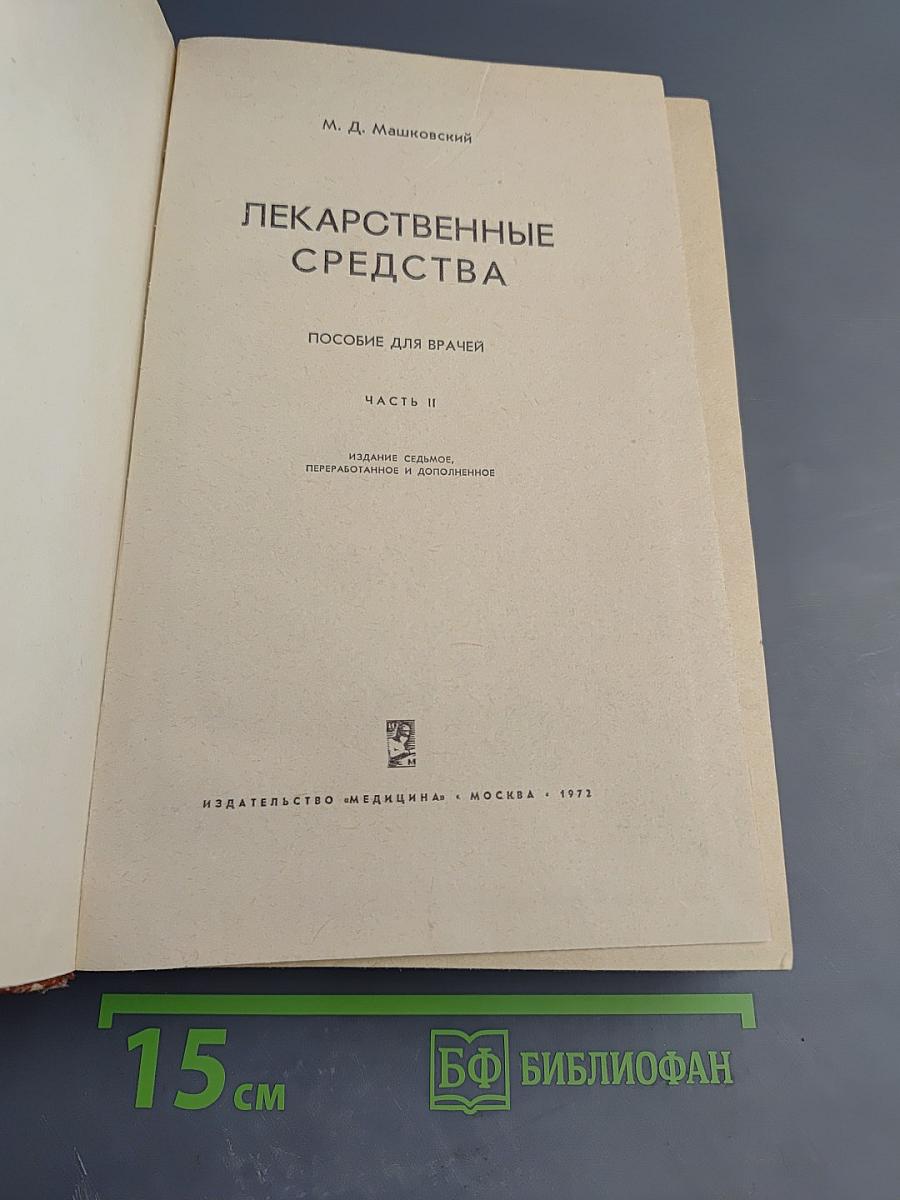 М. Д. Машковский
ЛЕКАРСТВЕННЫЕ
СРЕДСТВА
ПОСОБИЕ ДЛЯ ВРАЧЕЙ
ЧАСТЬ II
ИЗДАНИЕ СЕДЬМОЕ,
ПЕРЕРАБОТАННОЕ И ДОПОЛНЕННОЕ
М
ИЗДАТЕЛЬСТВО «МЕДИЦИНА» • МОСКВА • 1972
15 см
БФ БИБЛИОФАН